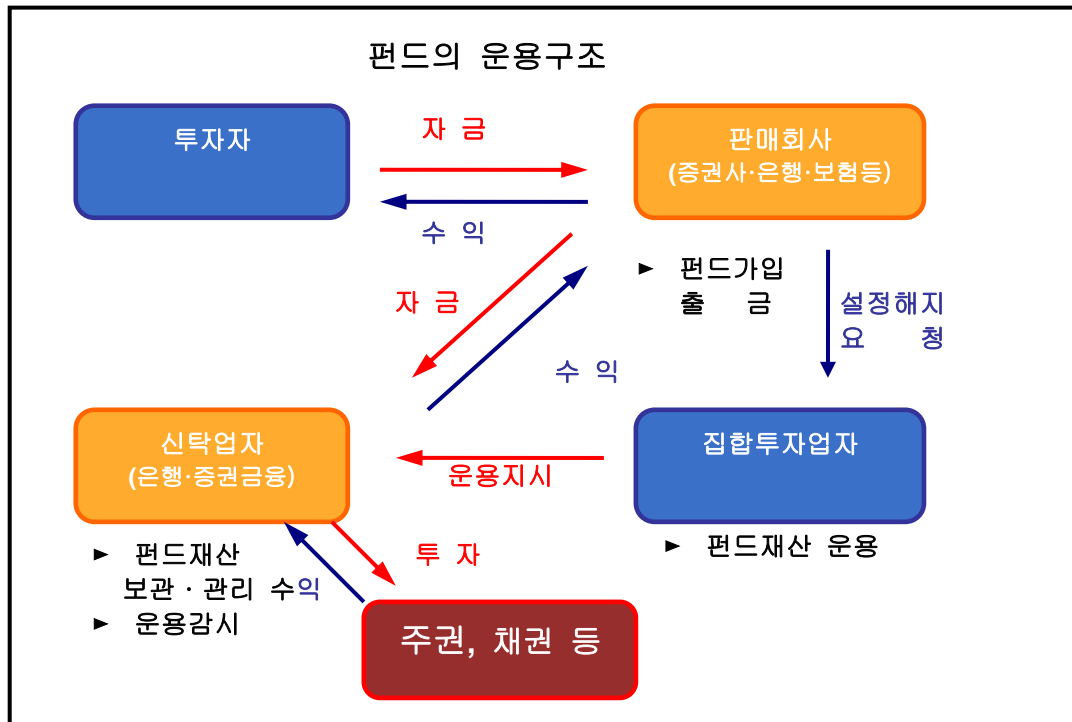 펀드의 운용구조
투자자
자 금
판매회사
(증권사·은행·보험등)
수 익
► 펀드가입
출 금
자 금
설정해지
요 청
수 익
신탁업자
(은행·증권금융)
집합투자업자
운용지시
► 펀드재산
보관 · 관리 수익
► 운용감시
투 자
► 펀드재산 운용
주권, 채권 등